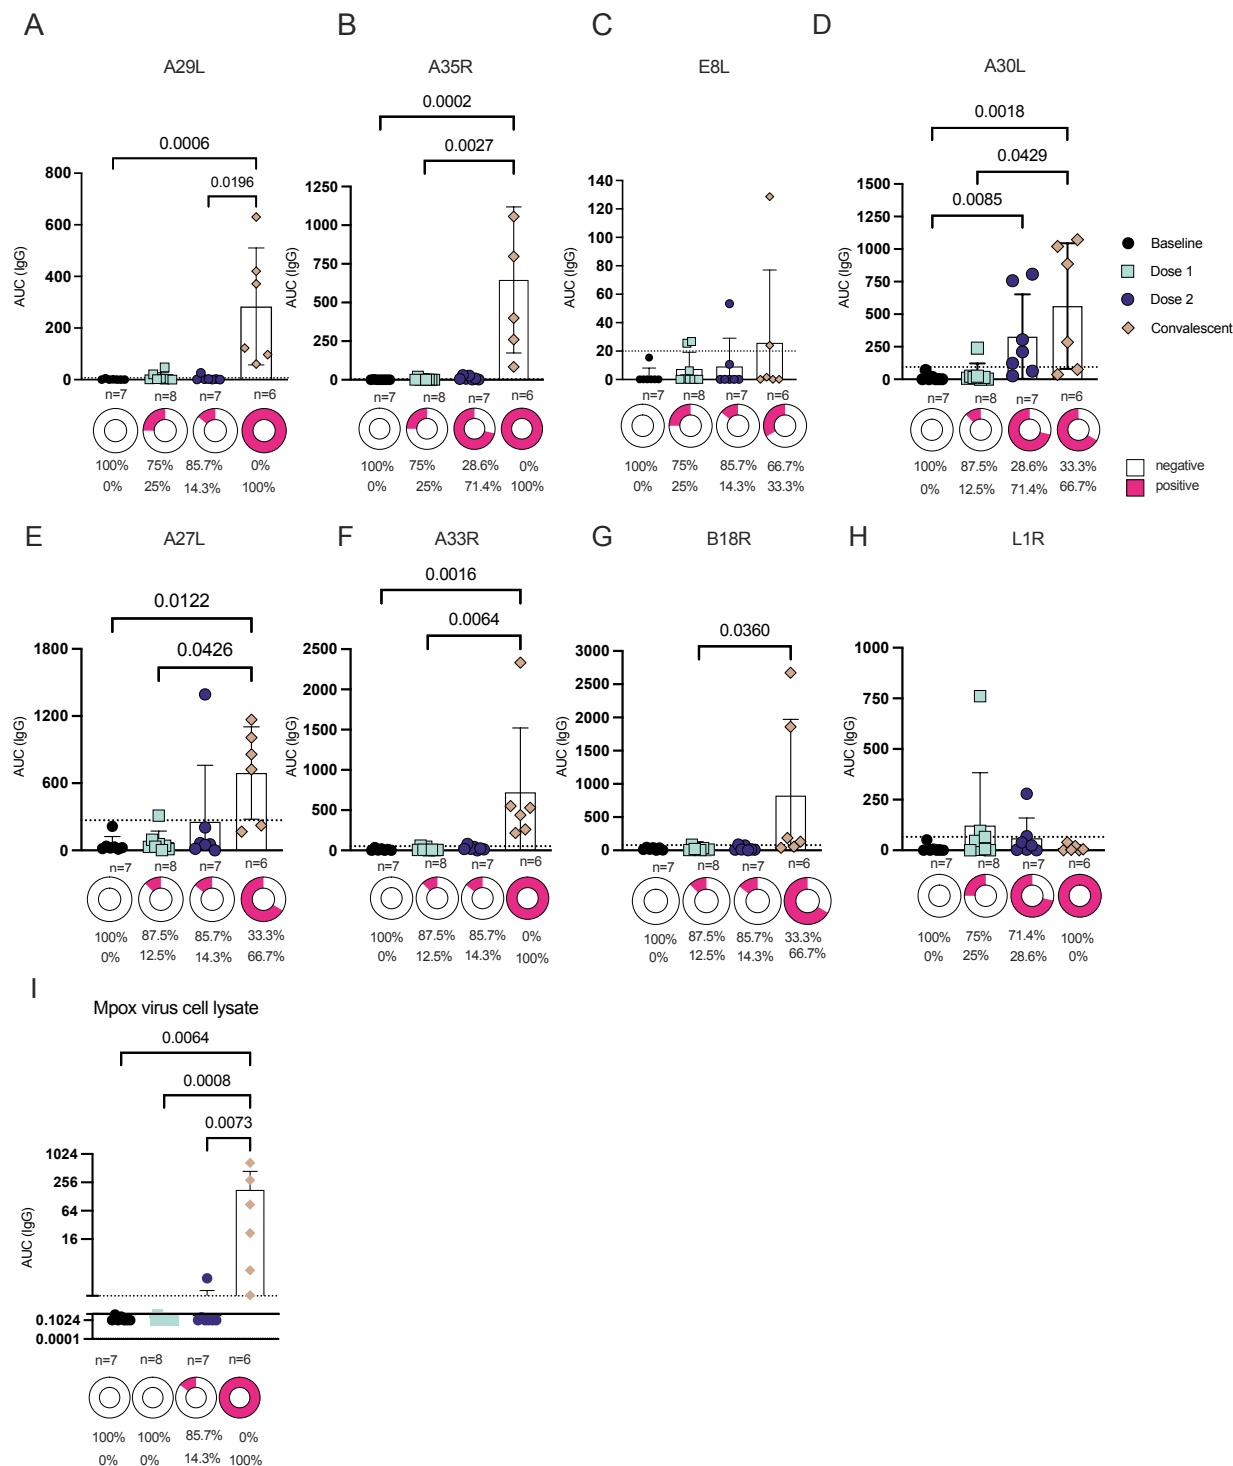 A
B
C
D
A29L
A35R
E8L
A30L
0.0006
0.0196
AUC (IgG)
800
600
400
200
0
n=7
n=8
n=7
n=6
100%
75%
85.7%
0%
0%
25%
14.3%
100%
0.0002
0.0027
AUC (IgG)
1250
1000
750
500
250
0
n=7
n=8
n=7
n=6
100%
75%
28.6%
0%
0%
25%
71.4%
100%
AUC (IgG)
140
120
100
80
60
40
20
0
n=7
n=8
n=7
n=6
100%
75%
85.7%
66.7%
0%
25%
14.3%
33.3%
0.0018
0.0429
0.0085
AUC (IgG)
1500
1000
750
500
250
0
n=7
n=8
n=7
n=6
100%
87.5%
28.6%
33.3%
0%
12.5%
71.4%
66.7%
Baseline
Dose 1
Dose 2
Convalescent
negative
positive
E
F
G
H
A27L
A33R
B18R
L1R
0.0122
0.0426
AUC (IgG)
1800
1200
600
0
n=7
n=8
n=7
n=6
100%
87.5%
85.7%
33.3%
0%
12.5%
14.3%
66.7%
0.0016
0.0064
AUC (IgG)
2500
2000
1500
1000
500
0
n=7
n=8
n=7
n=6
100%
87.5%
85.7%
0%
0%
12.5%
14.3%
100%
0.0360
AUC (IgG)
3000
2500
2000
1500
1000
500
0
n=7
n=8
n=7
n=6
100%
87.5%
85.7%
33.3%
0%
12.5%
14.3%
66.7%
AUC (IgG)
1000
750
500
250
0
n=7
n=8
n=7
n=6
100%
75%
71.4%
100%
0%
25%
28.6%
0%
I
Mpox virus cell lysate
0.0064
0.0008
0.0073
AUC (IgG)
1024
256
64
16
0.1024
0.0001
n=7
n=8
n=7
n=6
100%
100%
85.7%
0%
0%
0%
14.3%
100%